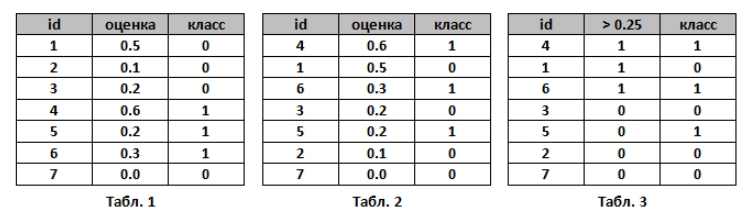 id оценка класс
1 0.5 0
2 0.1 0
3 0.2 0
4 0.6 1
5 0.2 1
6 0.3 1
7 0.0 0
Табл. 1
id оценка класс
4 0.6 1
1 0.5 0
6 0.3 1
3 0.2 0
5 0.2 1
2 0.1 0
7 0.0 0
Табл. 2
id > 0.25 класс
4 1 1
1 1 0
6 1 1
3 0 0
5 0 1
2 0 0
7 0 0
Табл. 3